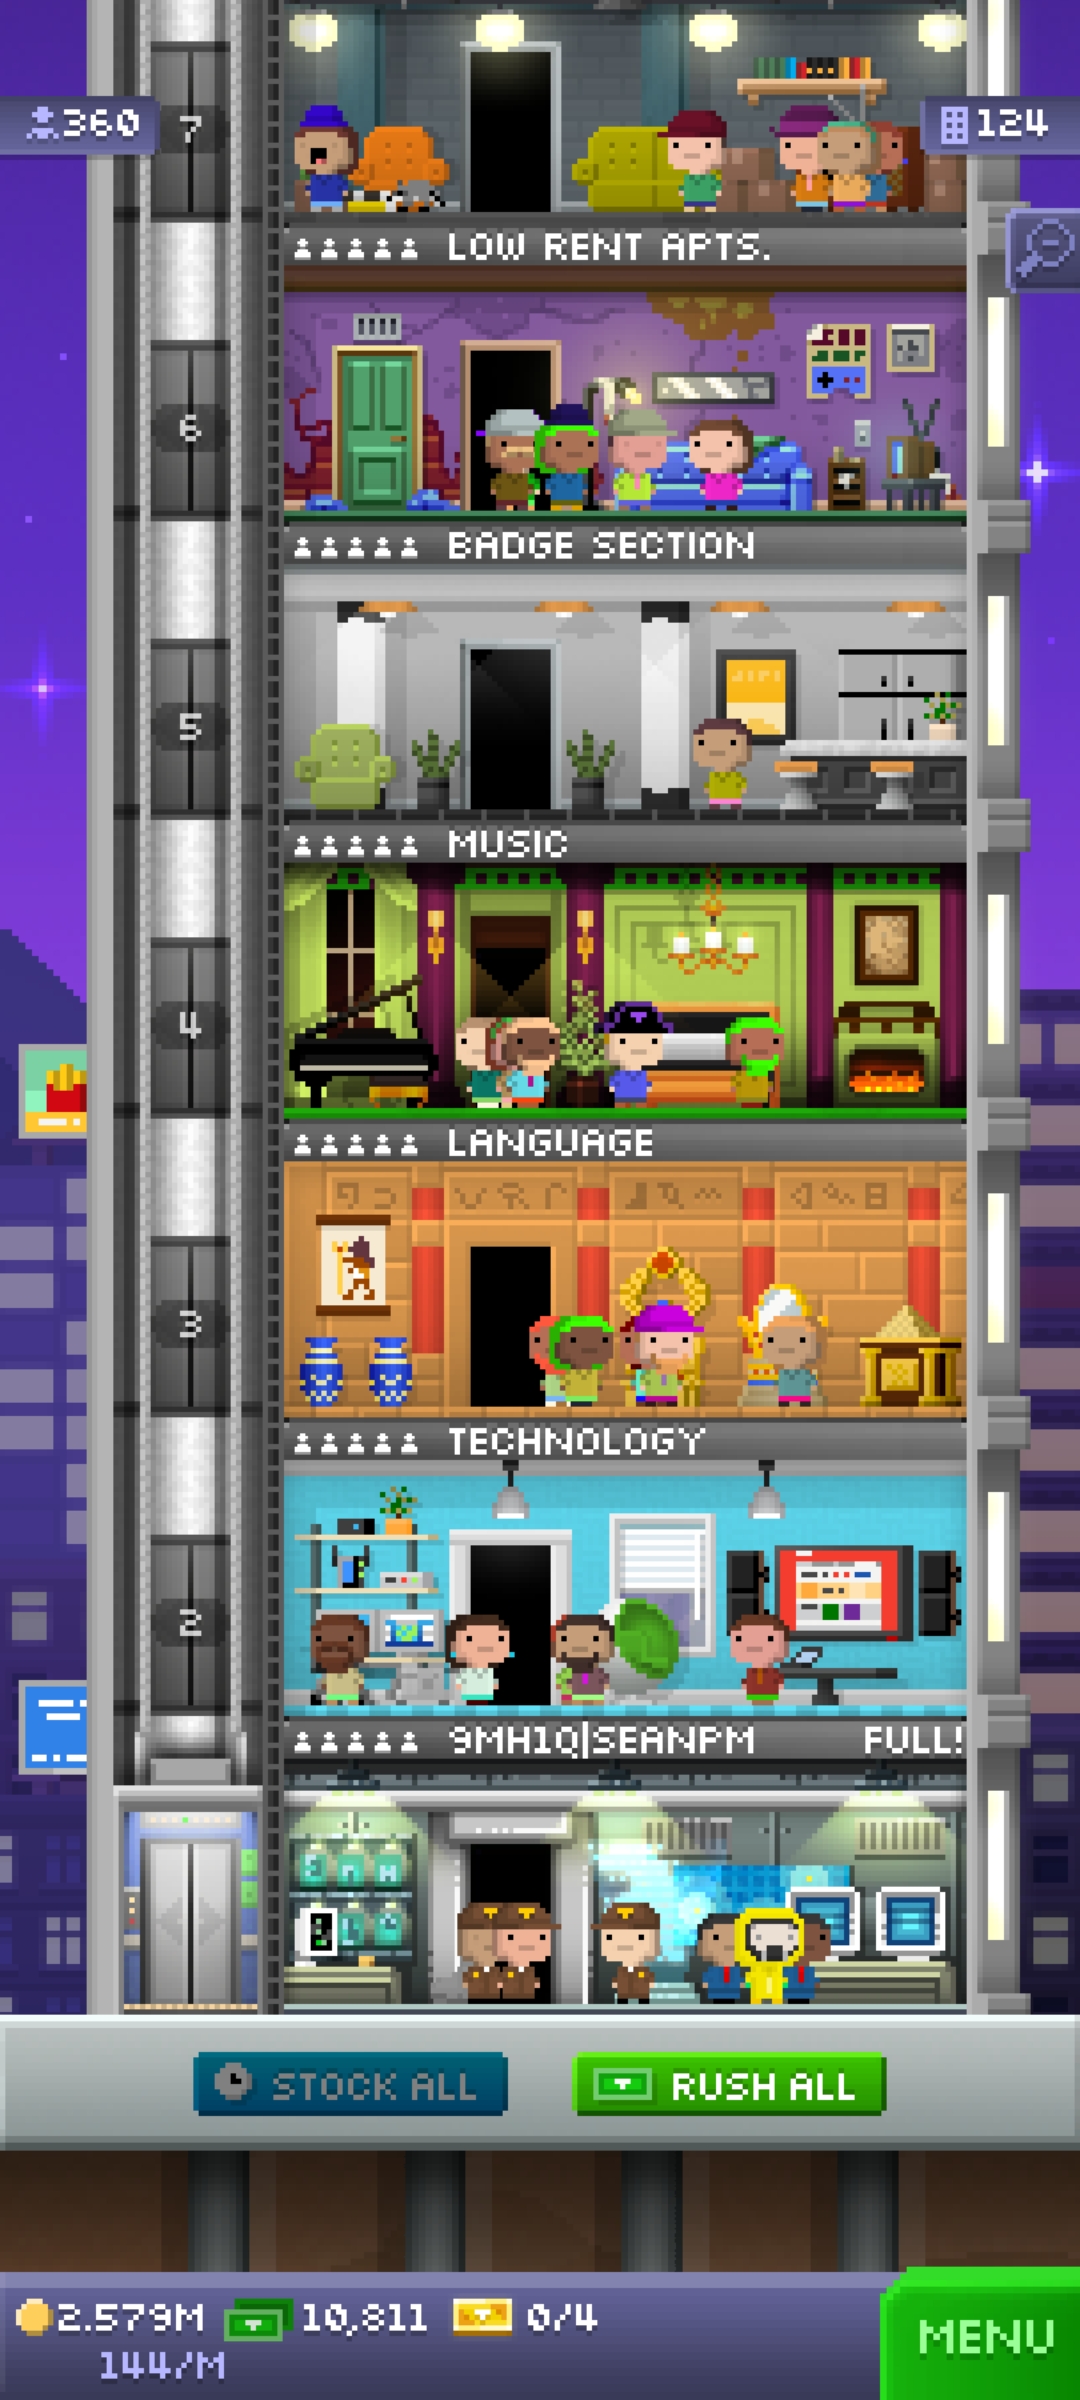 360
7
124
LOW RENT APTS.
6
BADGE SECTION
5
MUSIC
4
LANGUAGE
3
TECHNOLOGY
2
9MH1Q|SEANPM FULL!
STOCK ALL
RUSH ALL
2.579M 10,811 0/4
144/M
MENU